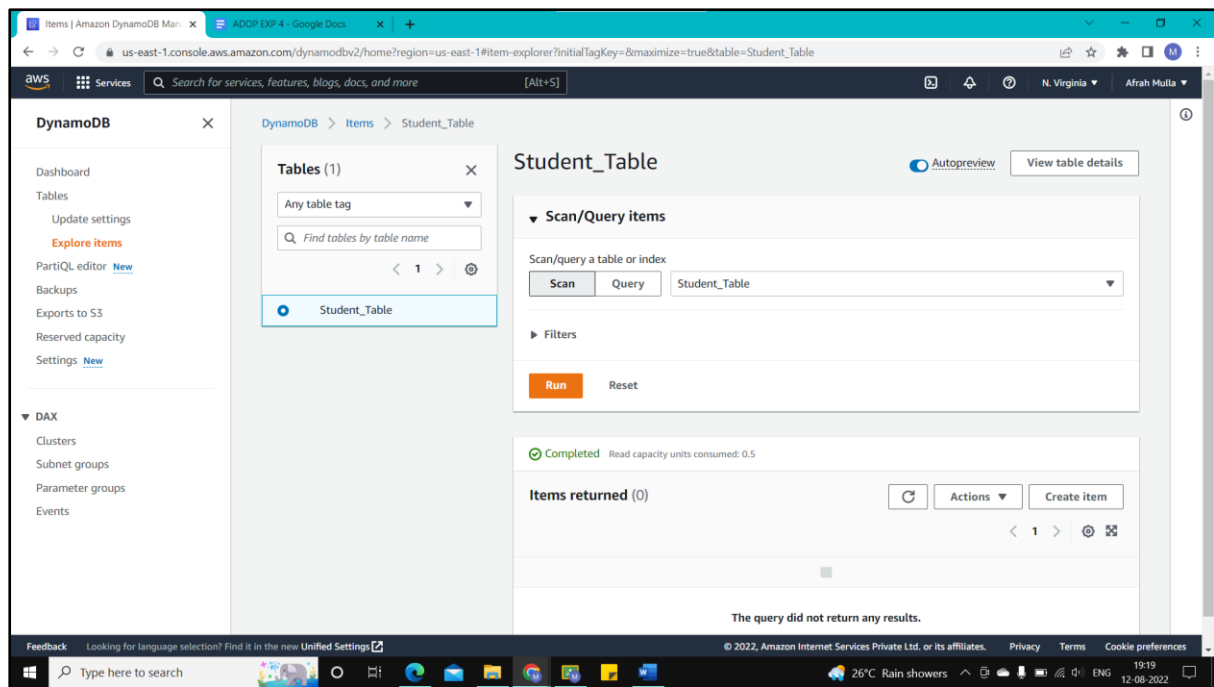 Items | Amazon DynamoDB Man
ADOP EXP 4 - Google Docs
us-east-1.console.aws.amazon.com/dynamodbv2/home?region=us-east-1#item-explorer?initialTagKey=&maximize=true&table=Student_Table
M
aws
Services
Search for services, features, blogs, docs, and more
[Alt+S]
N. Virginia
Afrah Mulla
DynamoDB
Dashboard
Tables
Update settings
Explore items
PartiQL editor New
Backups
Exports to S3
Reserved capacity
Settings New
DAX
Clusters
Subnet groups
Parameter groups
Events
DynamoDB > Items > Student_Table
Tables (1)
Any table tag
Find tables by table name
< 1 >
Student_Table
Student_Table
Autopreview
View table details
Scan/Query items
Scan/query a table or index
Scan
Query
Student_Table
Filters
Run
Reset
Completed Read capacity units consumed: 0.5
Items returned (0)
Actions
Create item
< 1 >
The query did not return any results.
Feedback Looking for language selection? Find it in the new Unified Settings
© 2022, Amazon Internet Services Private Ltd. or its affiliates. Privacy Terms Cookie preferences
Type here to search
26°C Rain showers
ENG
19:19
12-08-2022